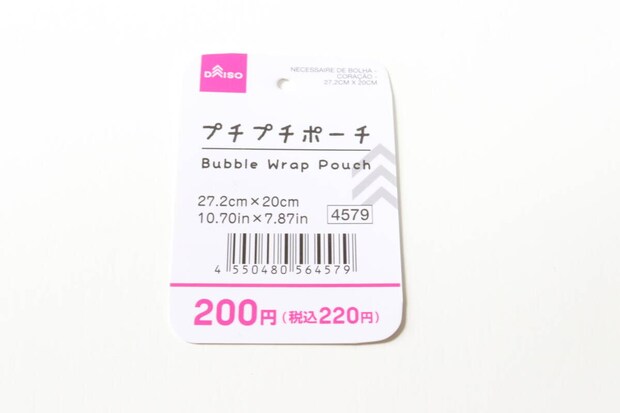 DAISO
NECESSAIRE DE BOLHA -
CORAÇÃO -
27.2CM X 20CM
プチプチポーチ
Bubble Wrap Pouch
27.2cm×20cm
10.70in×7.87in 4579
4 550480 564579
200円(税込220円)